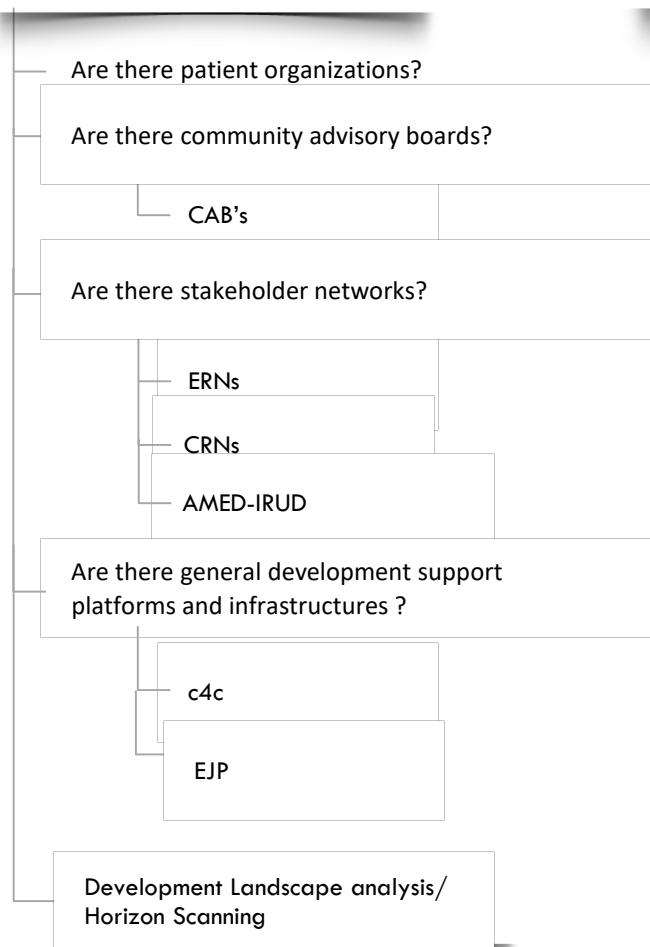 Are there patient organizations?
Are there community advisory boards?
CAB’s
Are there stakeholder networks?
ERNs
CRNs
AMED-IRUD
Are there general development support
platforms and infrastructures ?
c4c
EJP
Development Landscape analysis/
Horizon Scanning